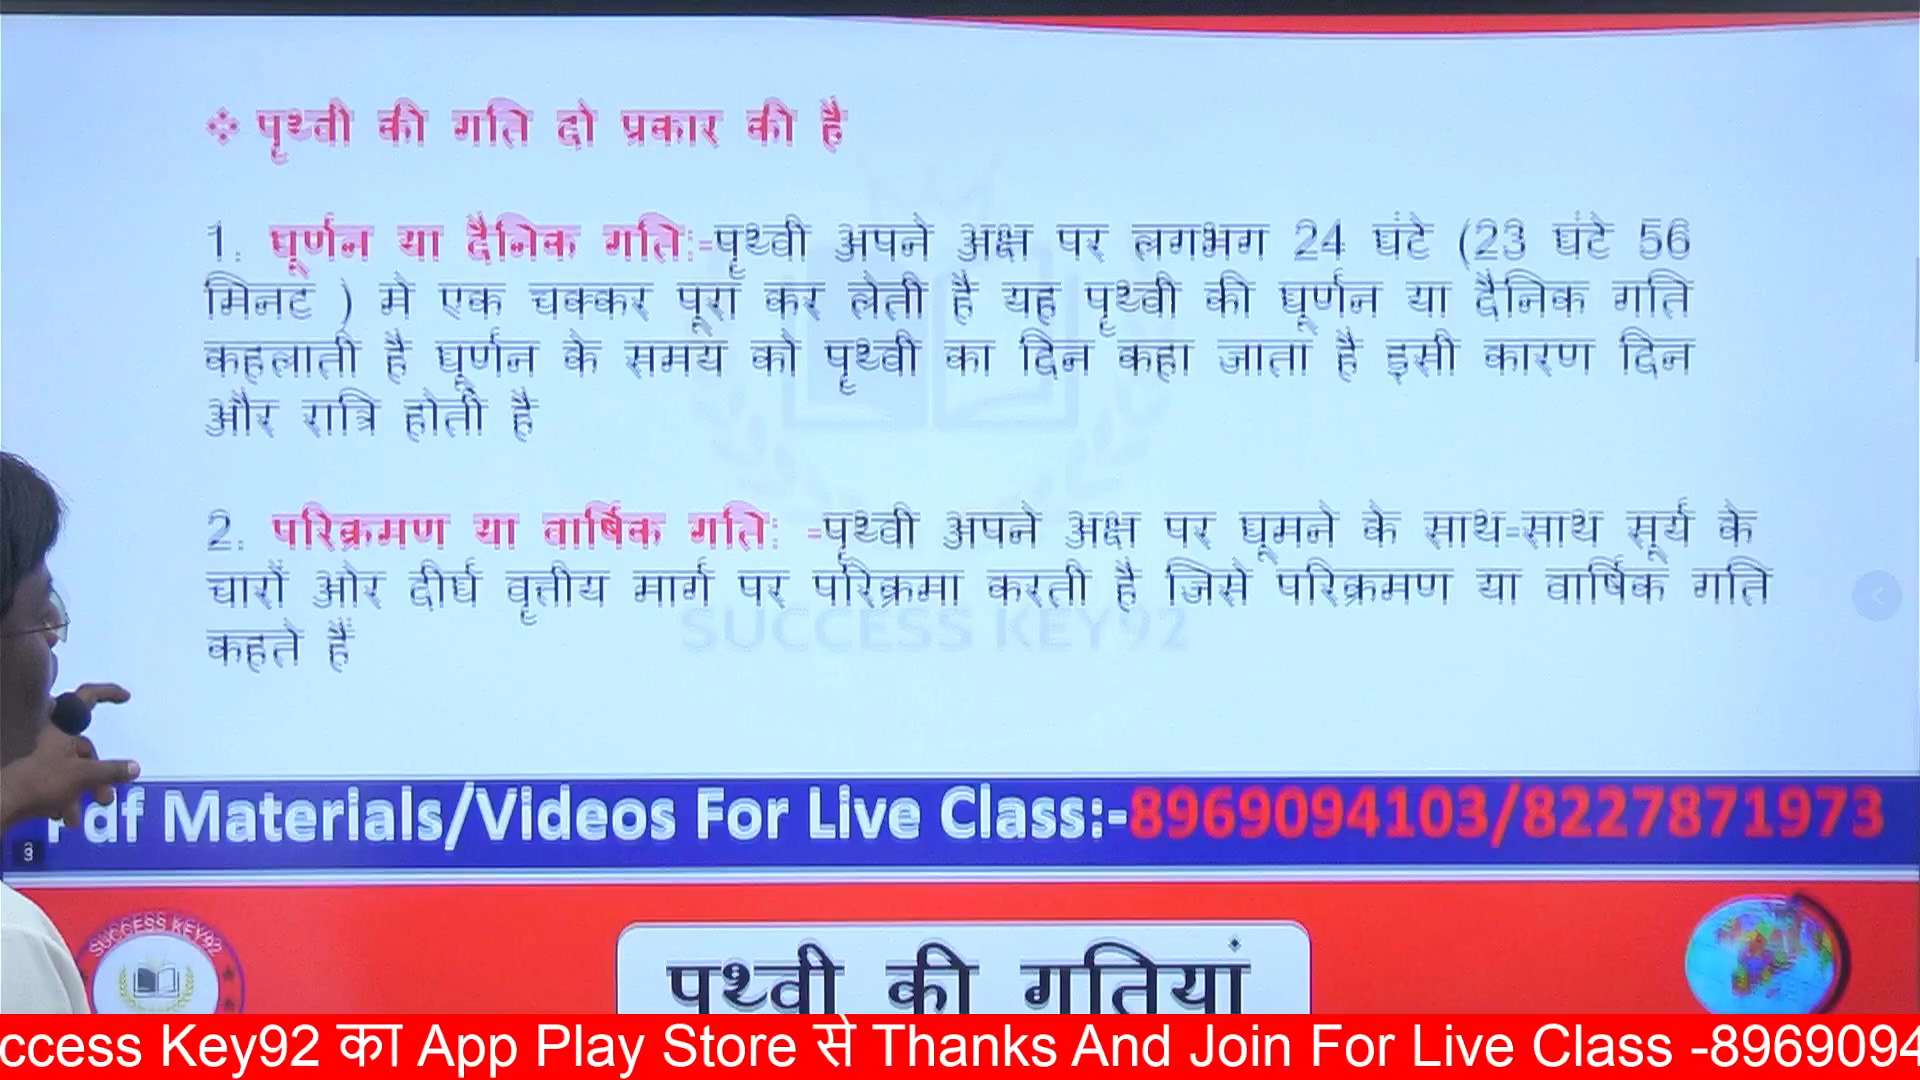 ❖ पृथ्वी की गति दो प्रकार की है
1. घूर्णन या दैनिक गति:-पृथ्वी अपने अक्ष पर लगभग 24 घंटे (23 घंटे 56
मिनट ) मे एक चक्कर पूरा कर लेती है यह पृथ्वी की घूर्णन या दैनिक गति
कहलाती है घूर्णन के समय को पृथ्वी का दिन कहा जाता है इसी कारण दिन
और रात्रि होती है
2. परिक्रमण या वार्षिक गति: -पृथ्वी अपने अक्ष पर घूमने के साथ-साथ सूर्य के
चारों ओर दीर्घ वृत्तीय मार्ग पर परिक्रमा करती है जिसे परिक्रमण या वार्षिक गति
कहते हैं
SUCCESS KEY92
Pdf Materials/Videos For Live Class:-8969094103/8227871973
3
SUCCESS KEY92
पृथ्वी की गतियां
ccess Key92 का App Play Store से Thanks And Join For Live Class -8969094